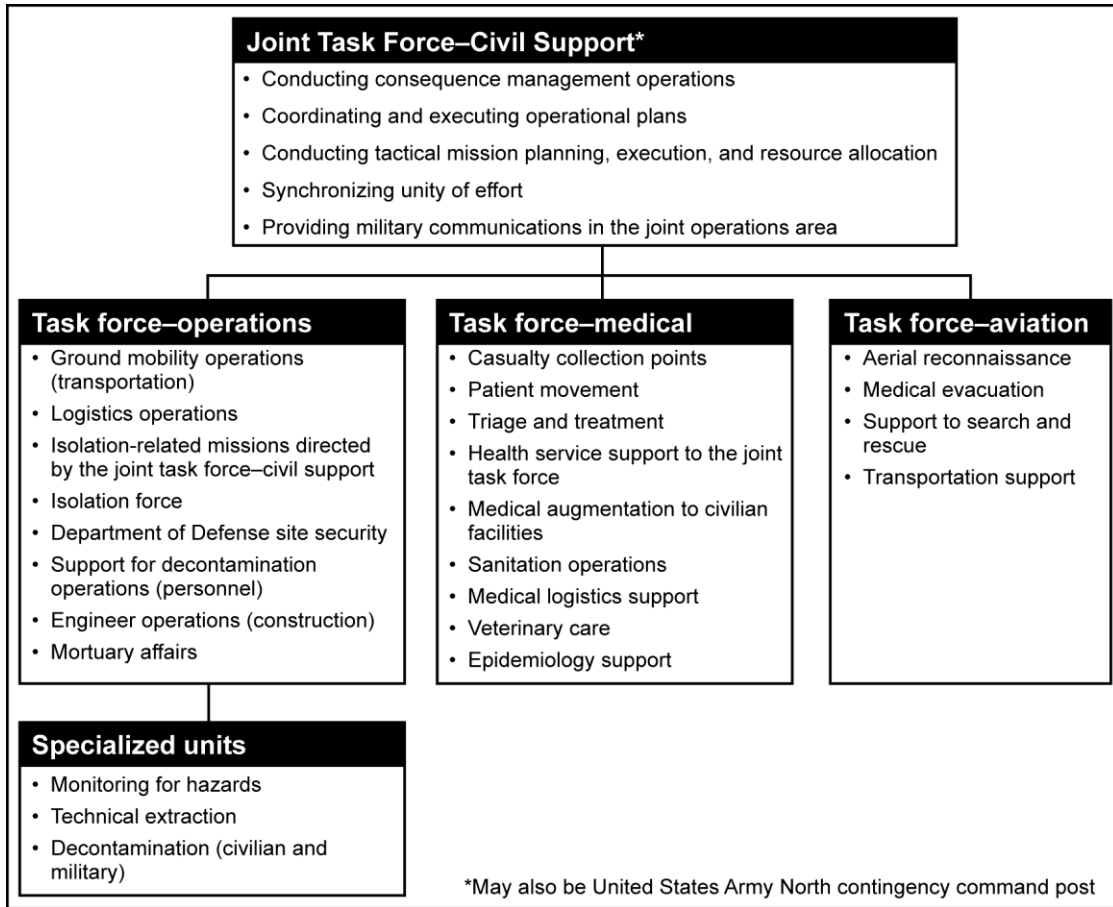 Joint Task Force–Civil Support*
• Conducting consequence management operations
• Coordinating and executing operational plans
• Conducting tactical mission planning, execution, and resource allocation
• Synchronizing unity of effort
• Providing military communications in the joint operations area
Task force–operations
• Ground mobility operations
(transportation)
• Logistics operations
• Isolation-related missions directed
by the joint task force–civil support
• Isolation force
• Department of Defense site security
• Support for decontamination
operations (personnel)
• Engineer operations (construction)
• Mortuary affairs
Task force–medical
• Casualty collection points
• Patient movement
• Triage and treatment
• Health service support to the joint
task force
• Medical augmentation to civilian
facilities
• Sanitation operations
• Medical logistics support
• Veterinary care
• Epidemiology support
Task force–aviation
• Aerial reconnaissance
• Medical evacuation
• Support to search and
rescue
• Transportation support
Specialized units
• Monitoring for hazards
• Technical extraction
• Decontamination (civilian and
military)
*May also be United States Army North contingency command post